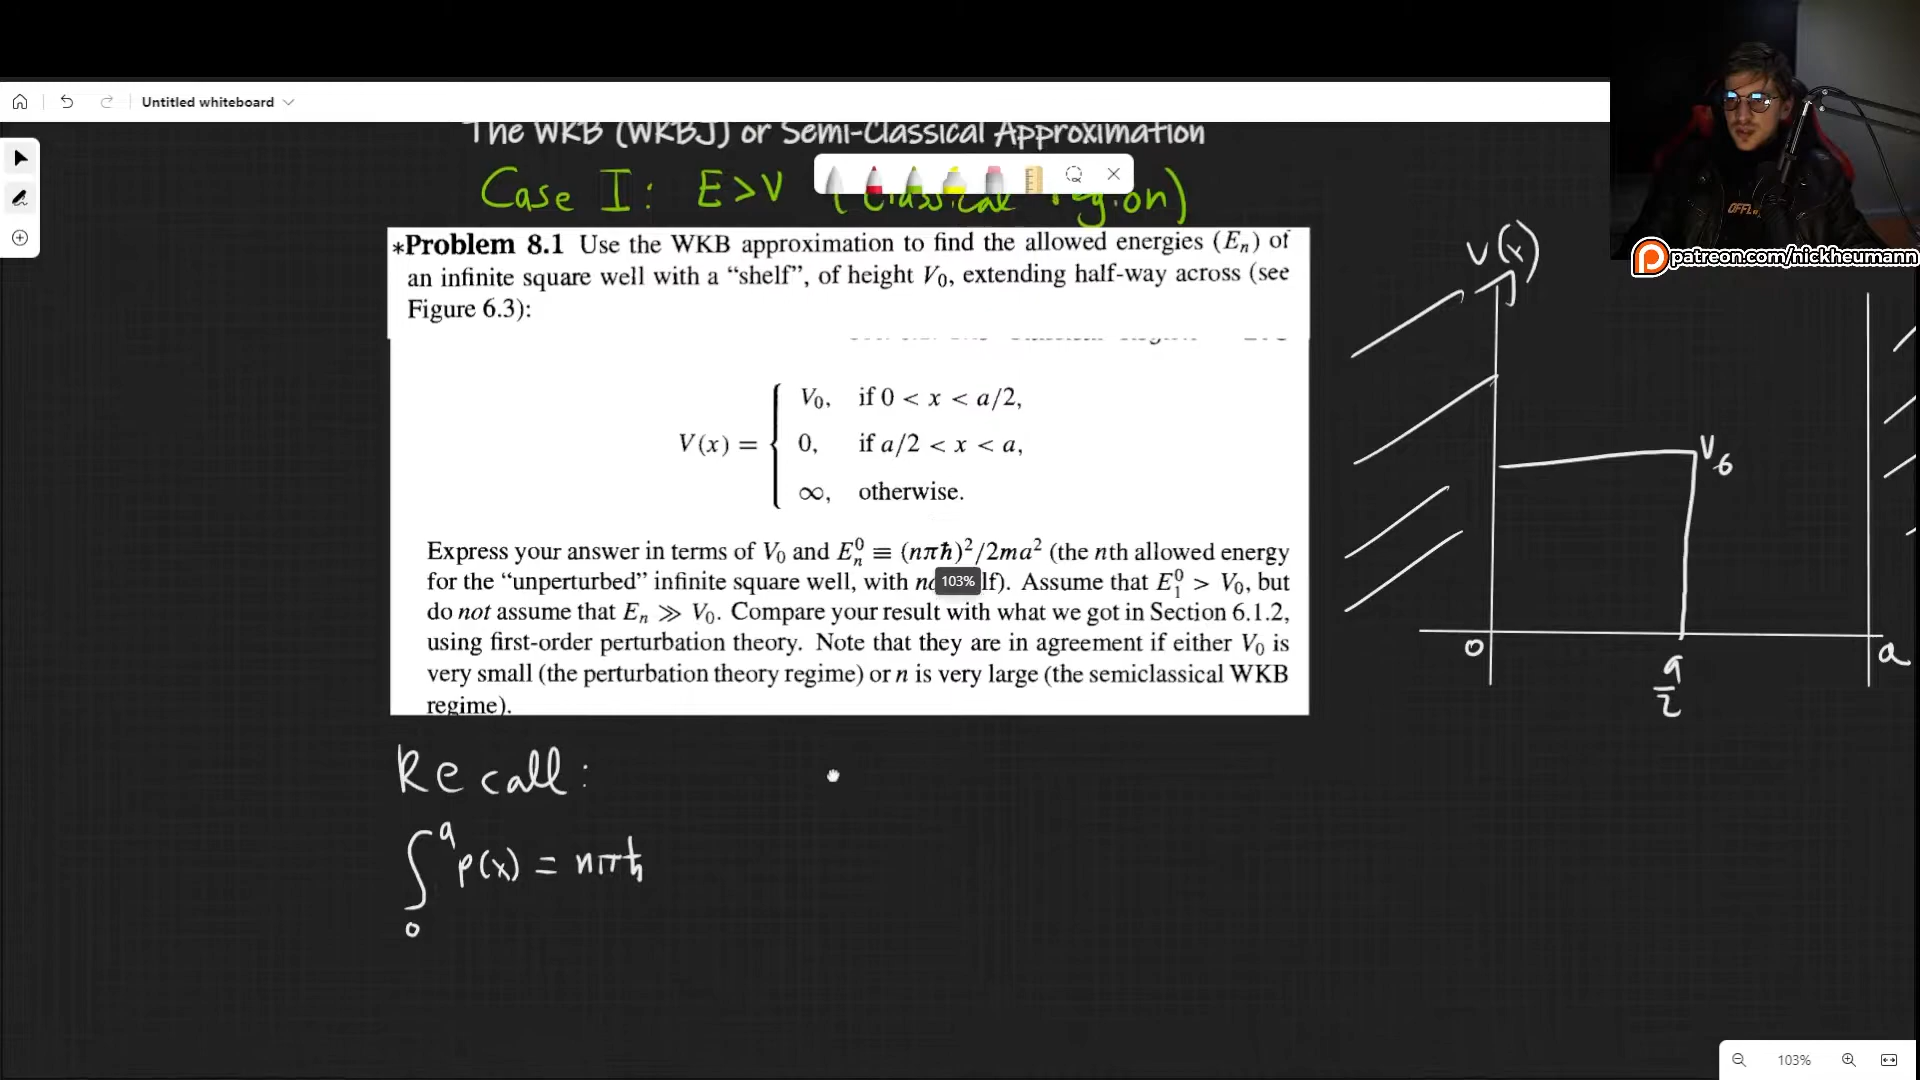 Untitled whiteboard
The WKB (WKBJ) or Semi-Classical Approximation
Case I: E>V (Classical region)
OFF
patreon.com/nickheumann
*Problem 8.1 Use the WKB approximation to find the allowed energies (Eₙ) of
an infinite square well with a “shelf”, of height V₀, extending half-way across (see
Figure 6.3):
V(x) = { V₀, if 0 < x < a/2,
0, if a/2 < x < a,
∞, otherwise.
Express your answer in terms of V₀ and Eₙ⁰ ≡ (nπħ)²/2ma² (the nth allowed energy
for the “unperturbed” infinite square well, with lf). Assume that E₁⁰ > V₀, but
103%
do not assume that Eₙ ≫ V₀. Compare your result with what we got in Section 6.1.2,
using first-order perturbation theory. Note that they are in agreement if either V₀ is
very small (the perturbation theory regime) or n is very large (the semiclassical WKB
regime).
V(x)
V₀
0
a/2
a
Recall:
∫₀ᵃ p(x) = nπħ
103%